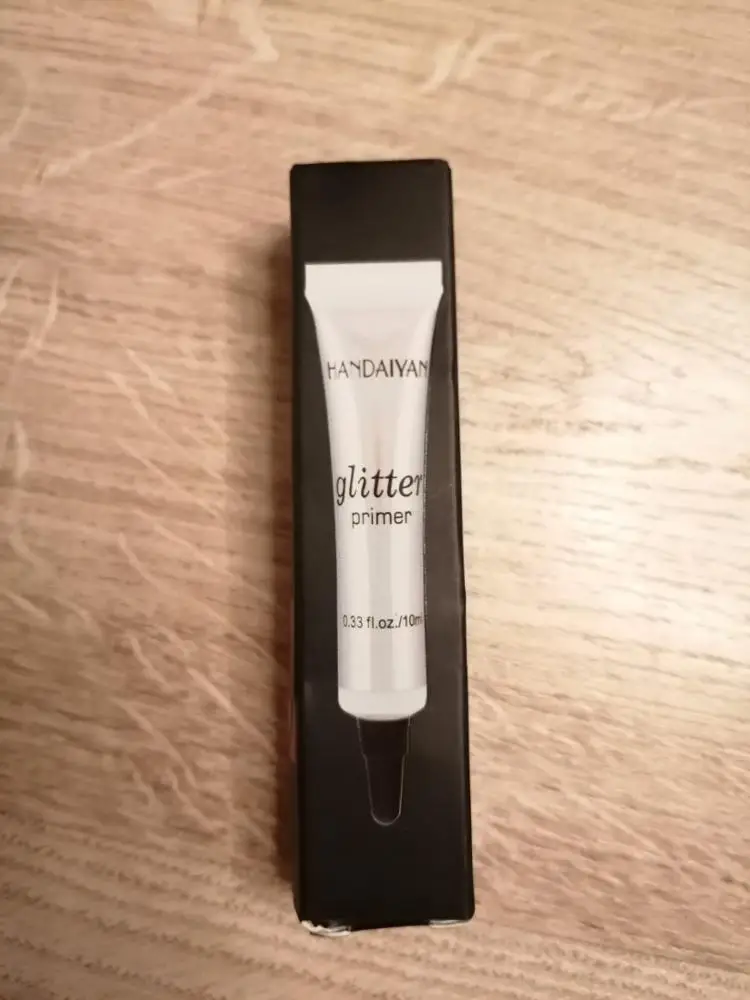 HANDAIYAN
glitter
primer
0.33 fl.oz./10ml